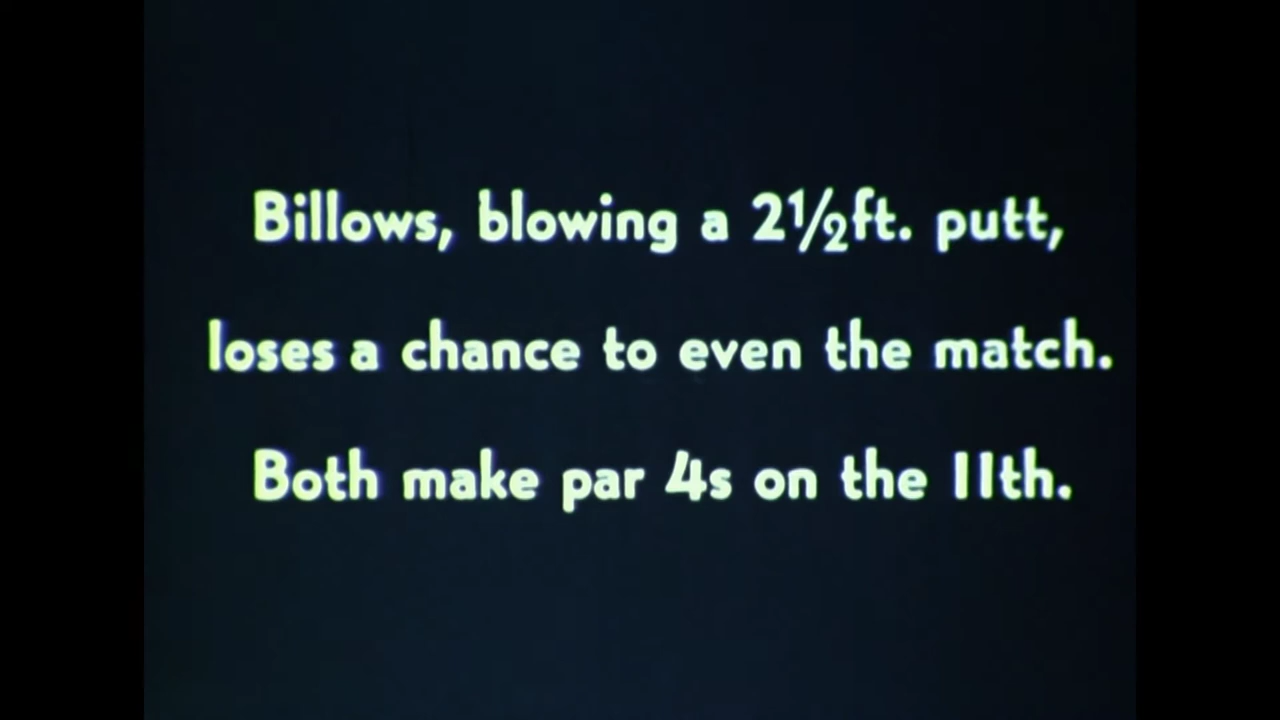 Billows, blowing a 2½ft. putt,
loses a chance to even the match.
Both make par 4s on the 11th.